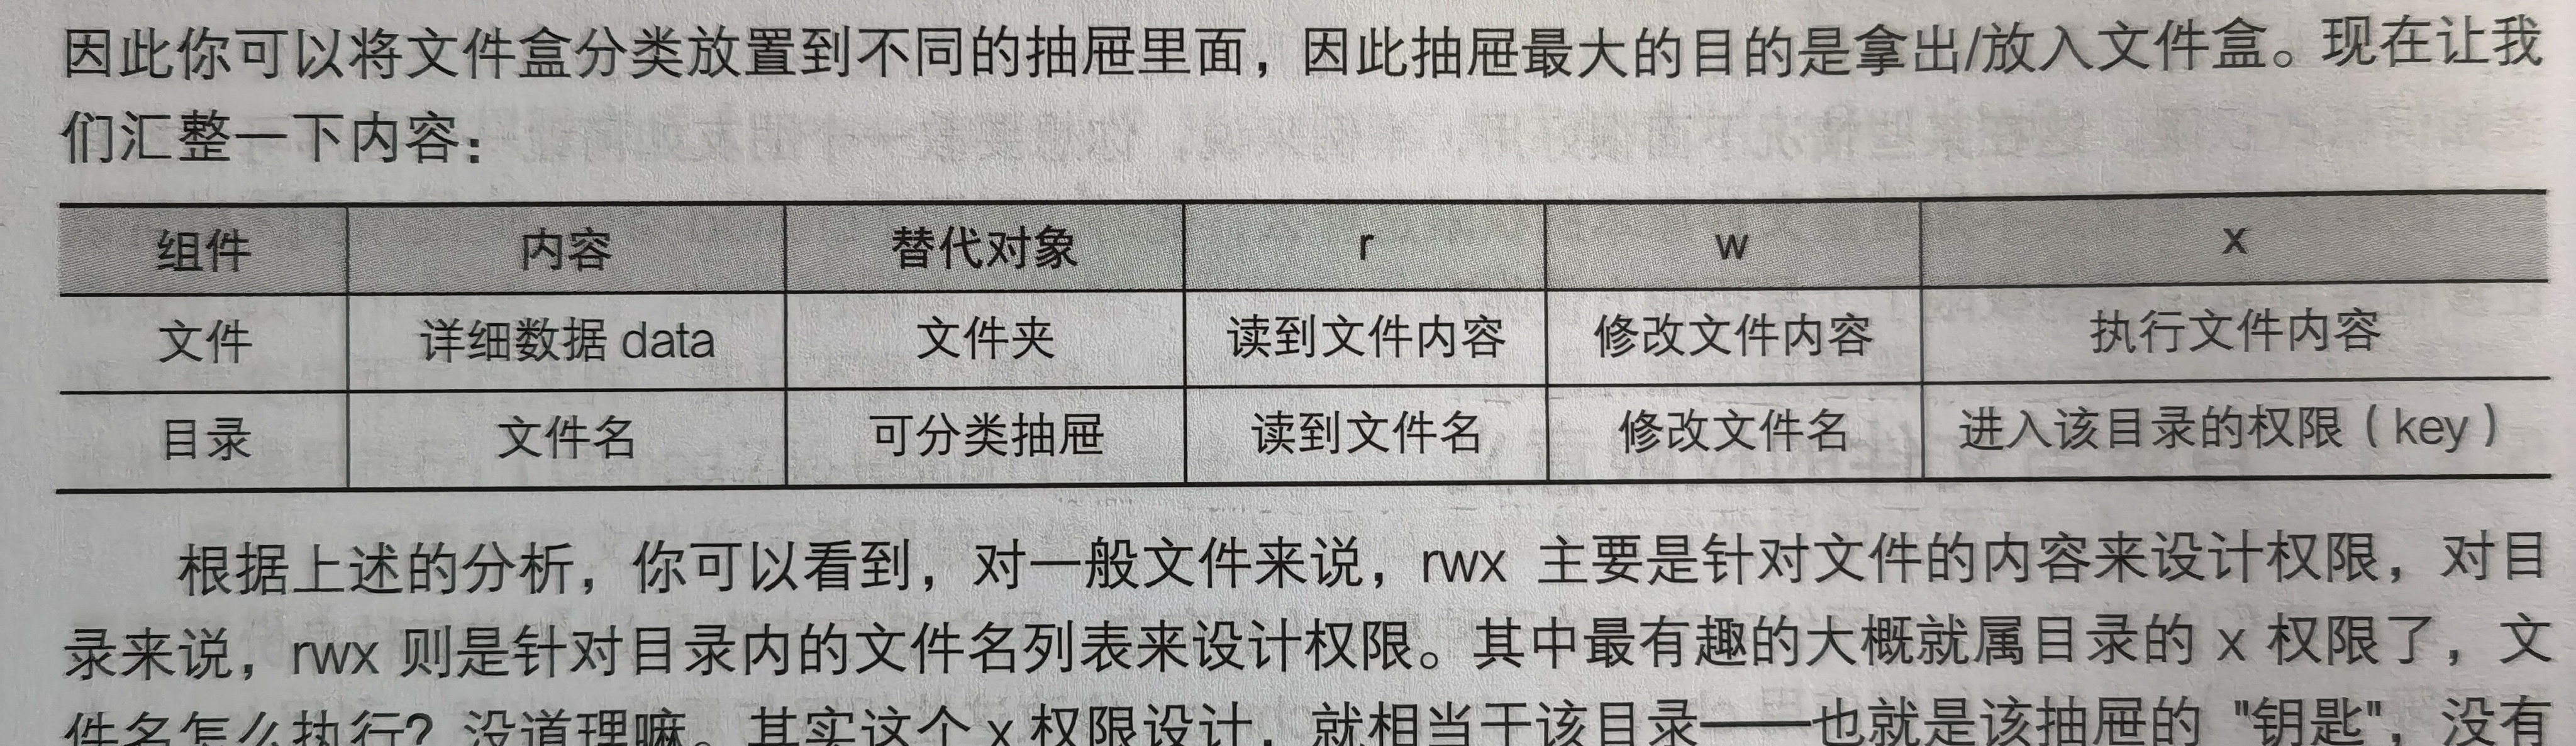 因此你可以将文件盒分类放置到不同的抽屉里面，因此抽屉最大的目的是拿出/放入文件盒。现在让我
们汇整一下内容：
组件 内容 替代对象 r w x
文件 详细数据 data 文件夹 读到文件内容 修改文件内容 执行文件内容
目录 文件名 可分类抽屉 读到文件名 修改文件名 进入该目录的权限（key）
根据上述的分析，你可以看到，对一般文件来说，rwx 主要是针对文件的内容来设计权限，对目
录来说，rwx 则是针对目录内的文件名列表来设计权限。其中最有趣的大概就属目录的 x 权限了，文
件名怎么执行？没道理嘛。其实这个 x 权限设计，就相当于该目录——也就是该抽屉的 "钥匙"，没有